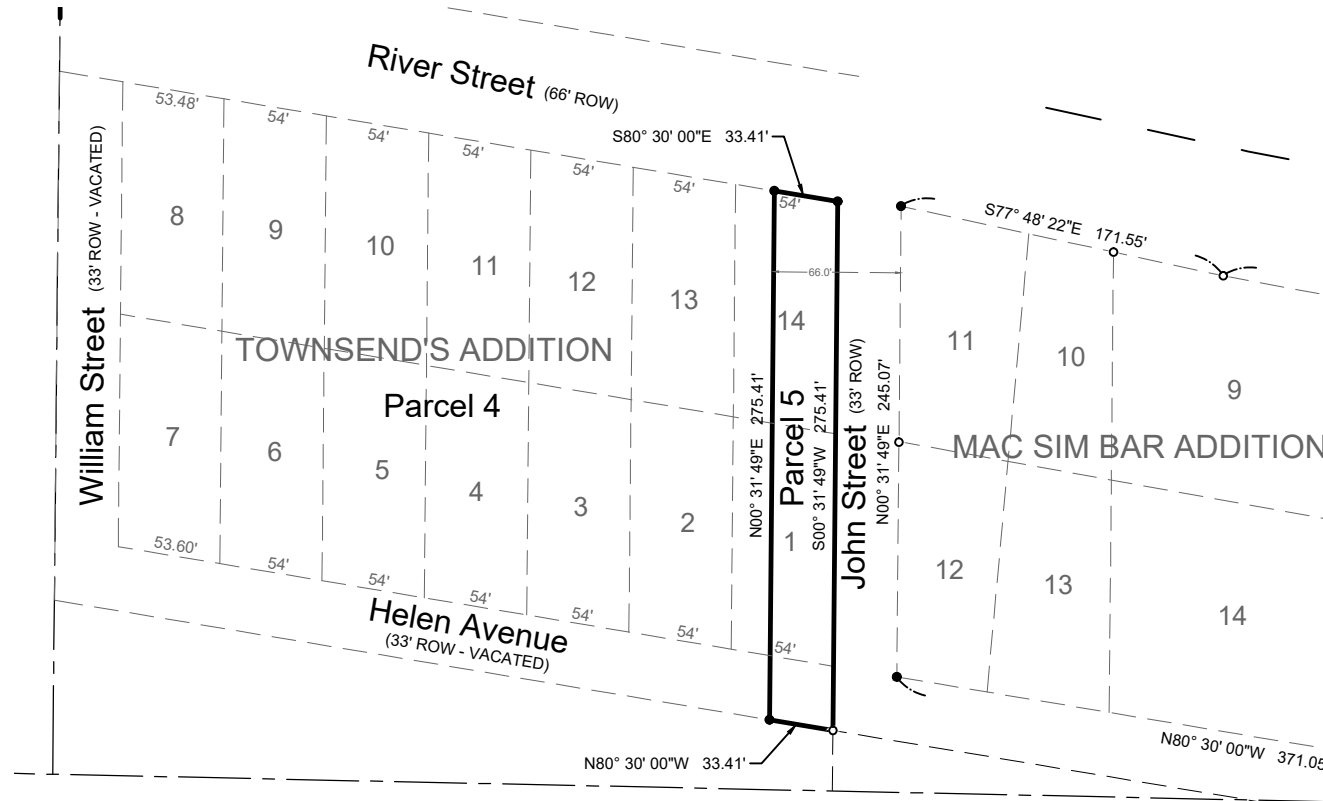 River Street (66' ROW)
S80° 30' 00"E 33.41'
53.48'
54'
54'
54'
54'
54'
54'
S77° 48' 22"E 171.55'
William Street (33' ROW - VACATED)
8
9
10
11
12
13
14
66.0'
11
10
9
TOWNSEND'S ADDITION
Parcel 4
N00° 31' 49"E 275.41'
Parcel 5
S00° 31' 49"W 275.41'
John Street (33' ROW)
N00° 31' 49"E 245.07'
MAC SIM BAR ADDITION
7
6
5
4
3
2
1
12
13
14
53.60'
54'
54'
54'
54'
54'
54'
Helen Avenue
(33' ROW - VACATED)
N80° 30' 00"W 33.41'
N80° 30' 00"W 371.05